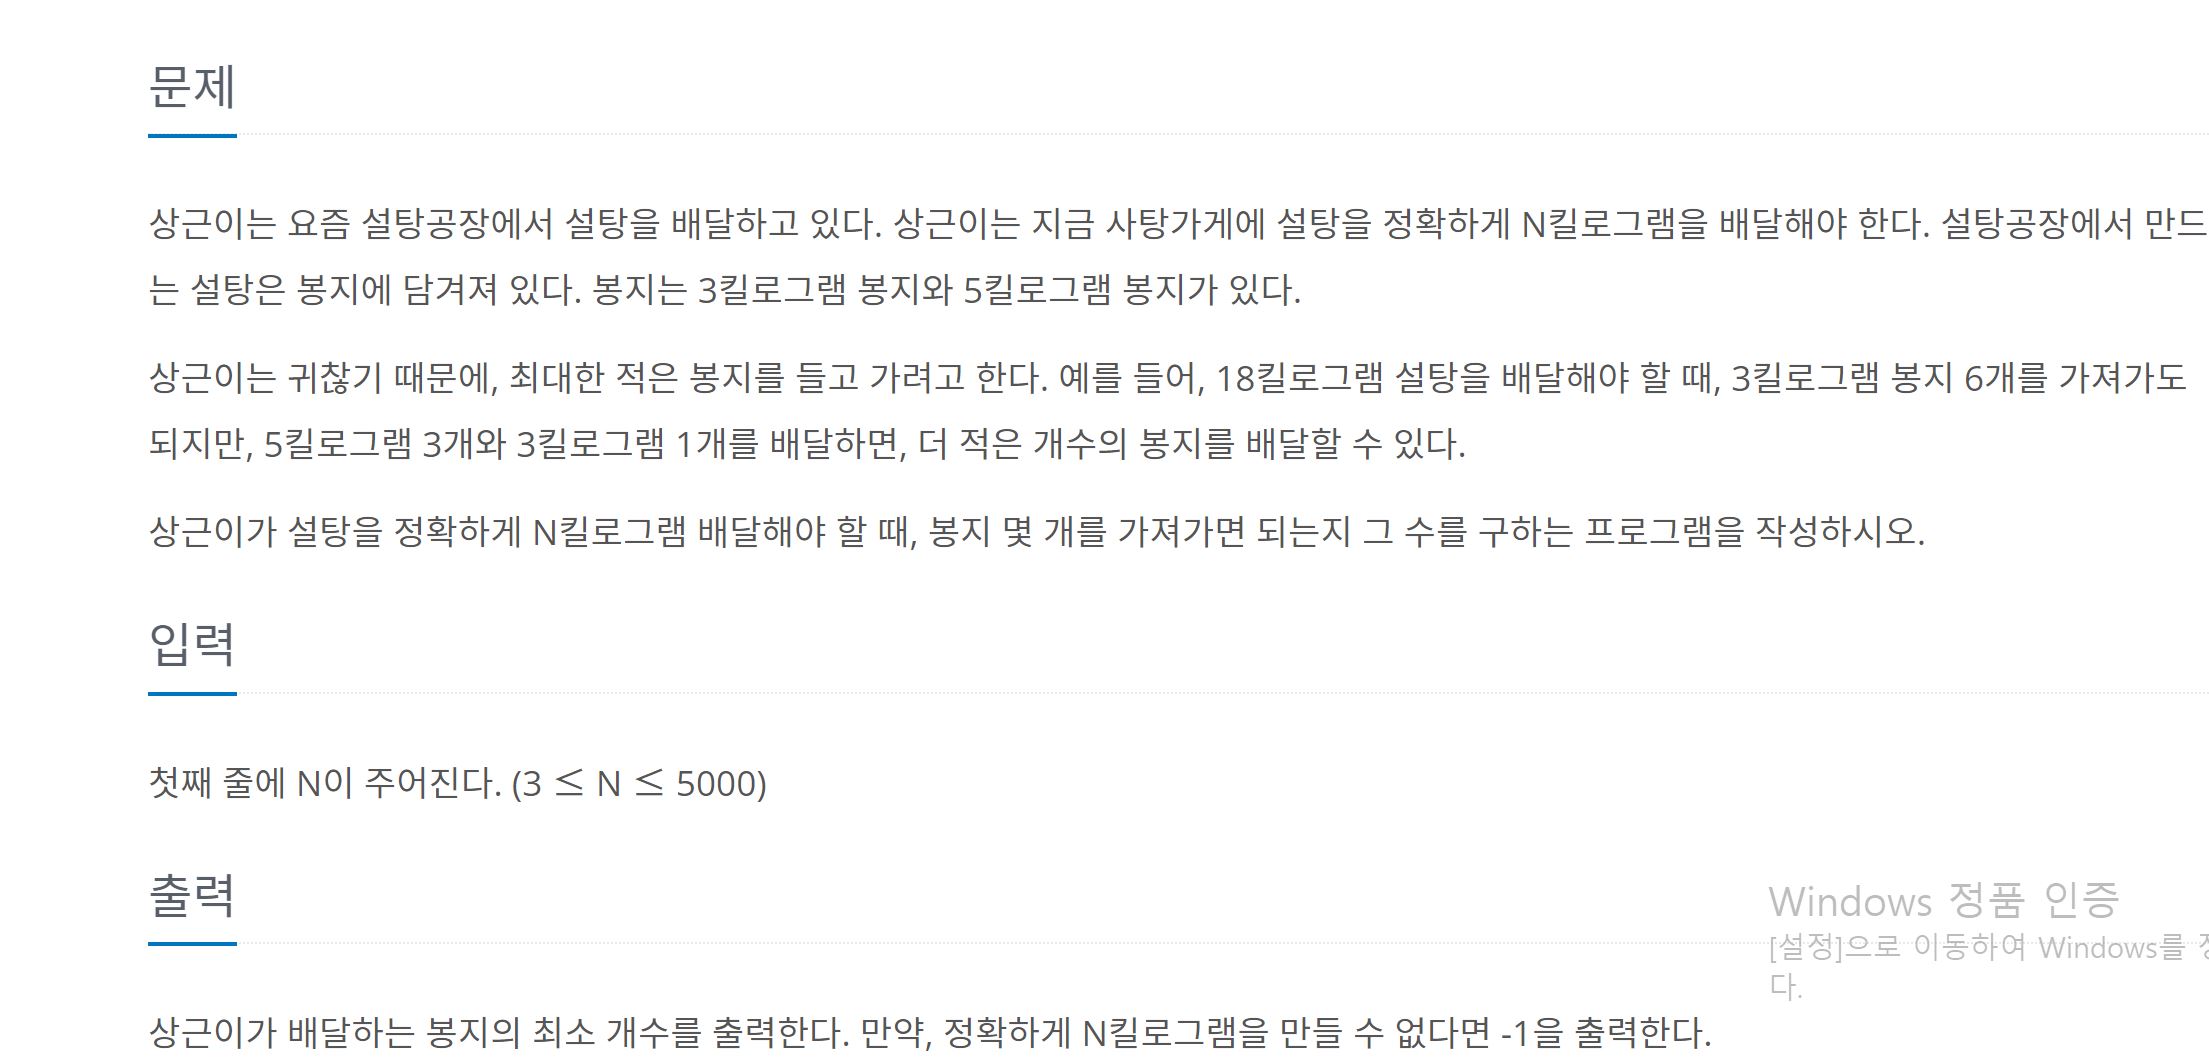 문제
상근이는 요즘 설탕공장에서 설탕을 배달하고 있다. 상근이는 지금 사탕가게에 설탕을 정확하게 N킬로그램을 배달해야 한다. 설탕공장에서 만드
는 설탕은 봉지에 담겨져 있다. 봉지는 3킬로그램 봉지와 5킬로그램 봉지가 있다.
상근이는 귀찮기 때문에, 최대한 적은 봉지를 들고 가려고 한다. 예를 들어, 18킬로그램 설탕을 배달해야 할 때, 3킬로그램 봉지 6개를 가져가도
되지만, 5킬로그램 3개와 3킬로그램 1개를 배달하면, 더 적은 개수의 봉지를 배달할 수 있다.
상근이가 설탕을 정확하게 N킬로그램 배달해야 할 때, 봉지 몇 개를 가져가면 되는지 그 수를 구하는 프로그램을 작성하시오.
입력
첫째 줄에 N이 주어진다. (3 ≤ N ≤ 5000)
출력
Windows 정품 인증
[설정]으로 이동하여 Windows를
다.
상근이가 배달하는 봉지의 최소 개수를 출력한다. 만약, 정확하게 N킬로그램을 만들 수 없다면 -1을 출력한다.